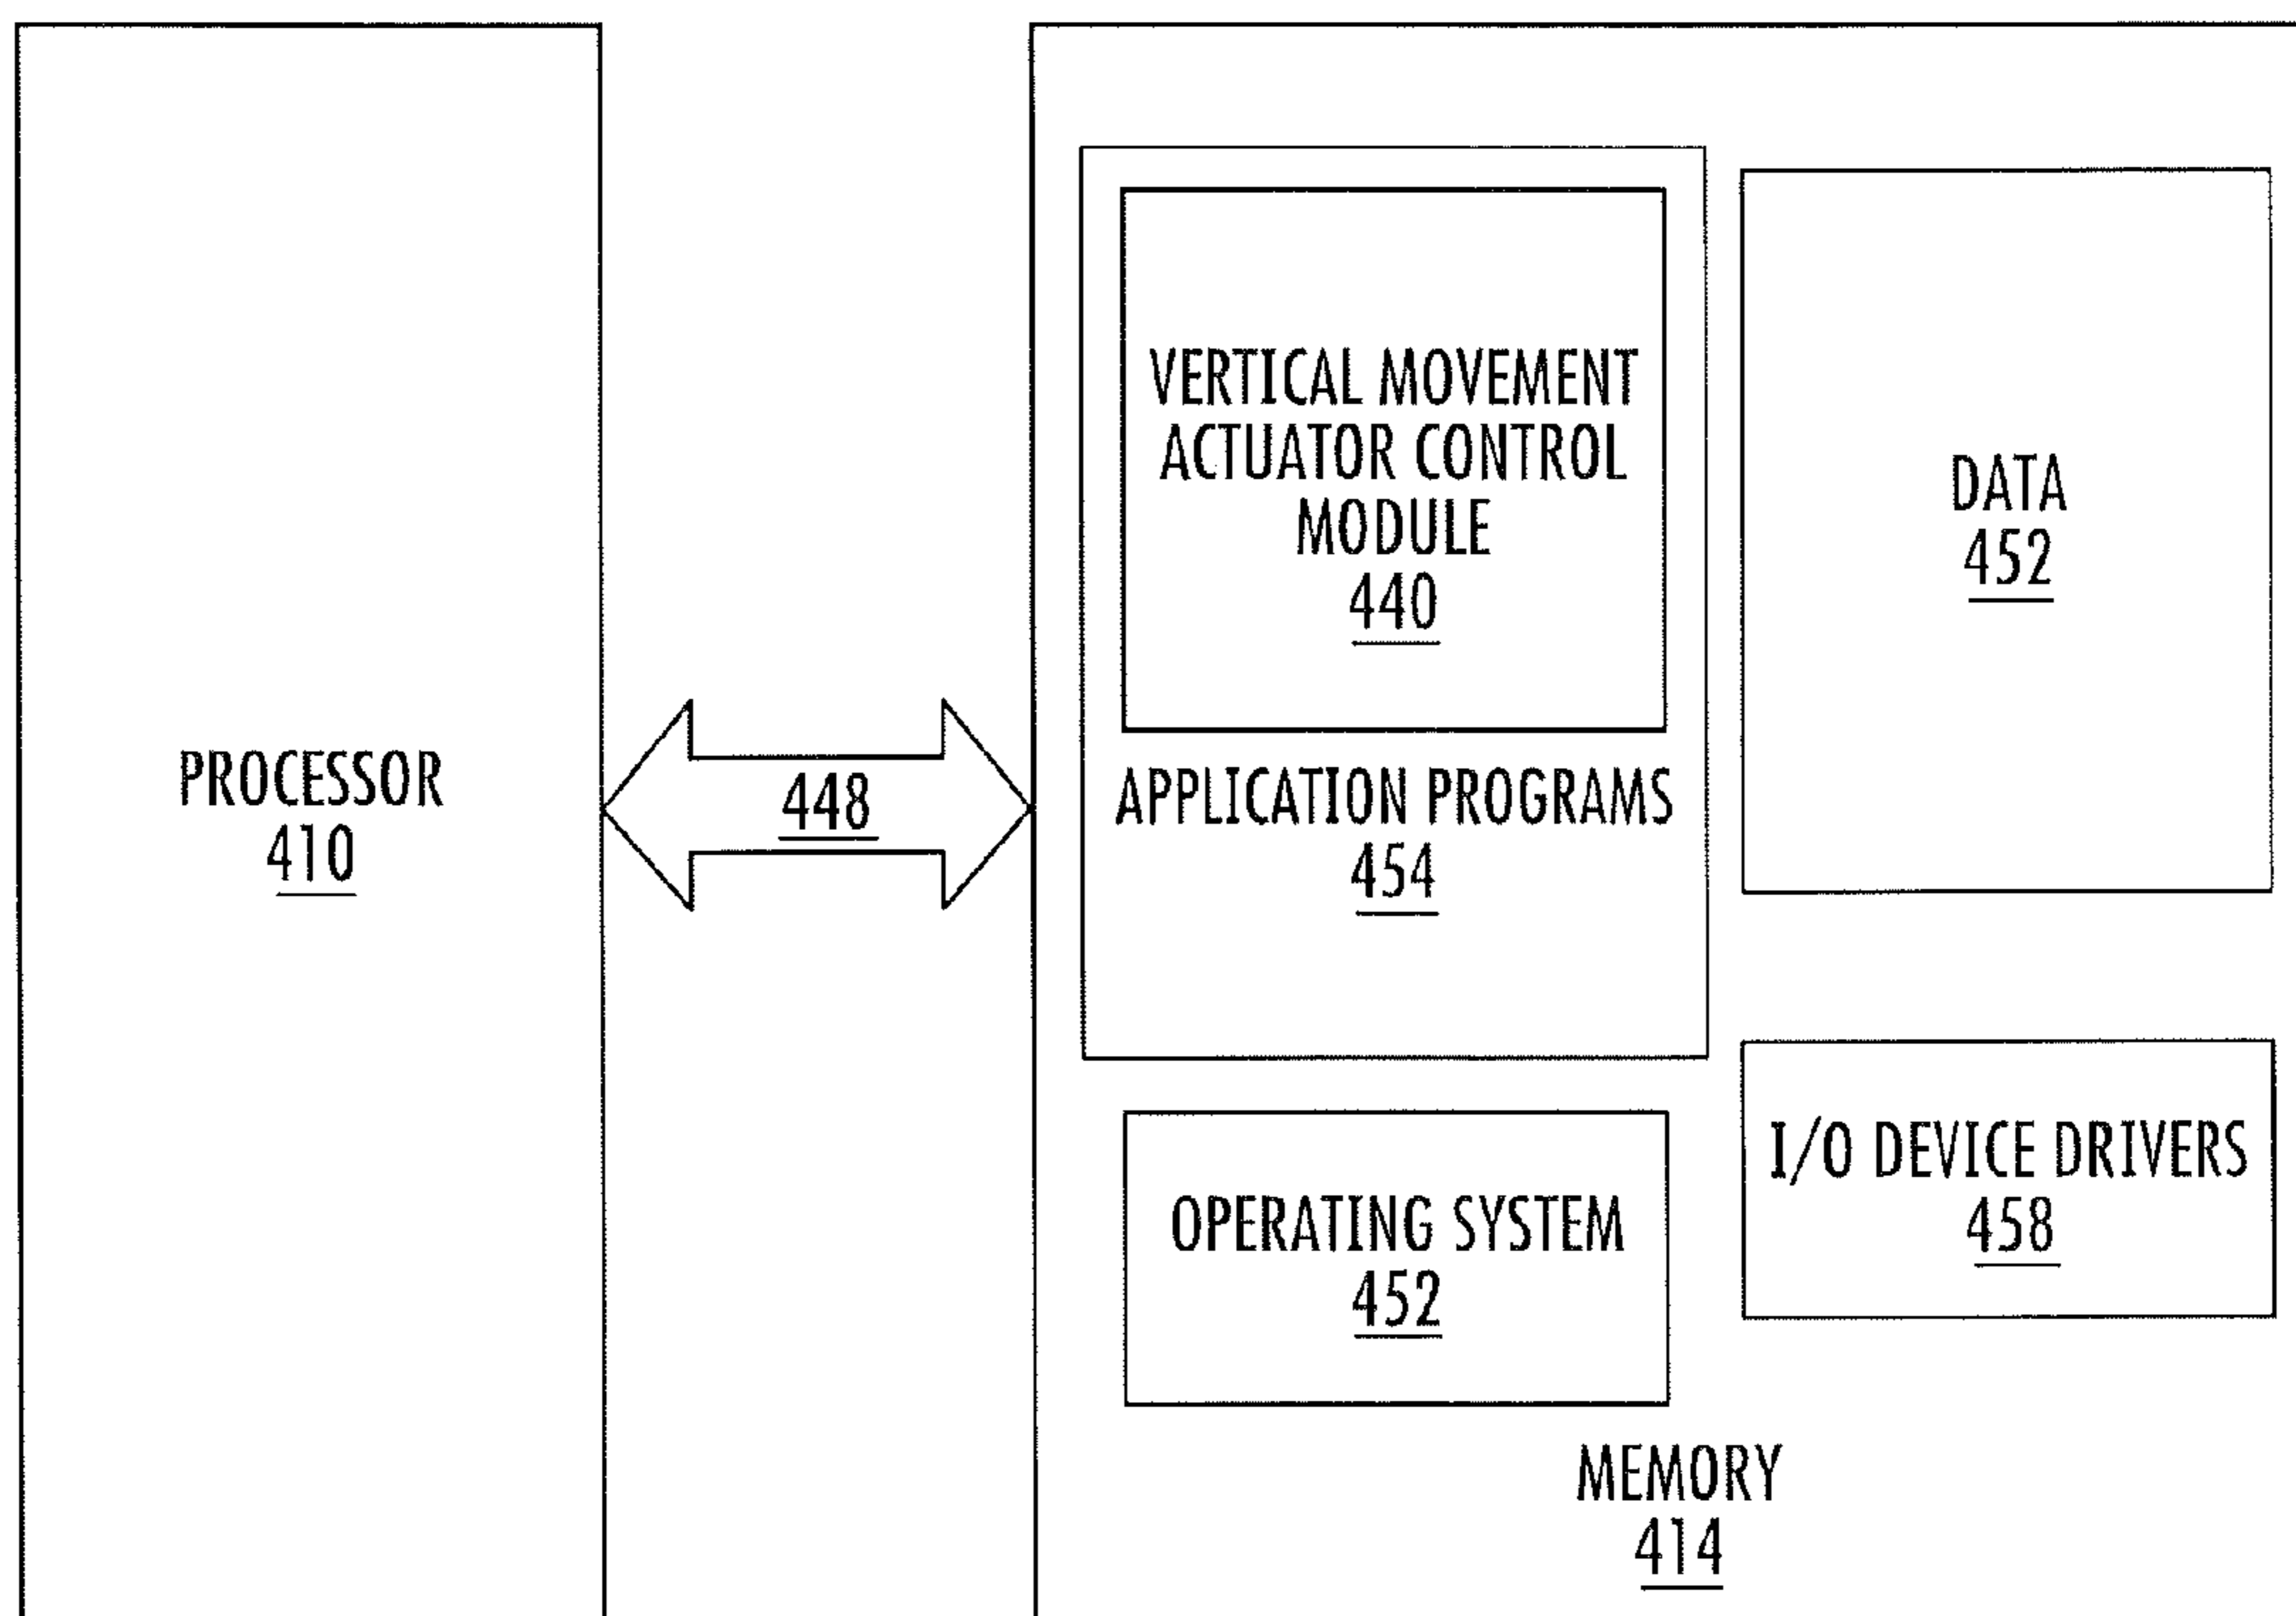 PROCESSOR
410
448
VERTICAL MOVEMENT
ACTUATOR CONTROL
MODULE
440
APPLICATION PROGRAMS
454
DATA
452
OPERATING SYSTEM
452
I/O DEVICE DRIVERS
458
MEMORY
414